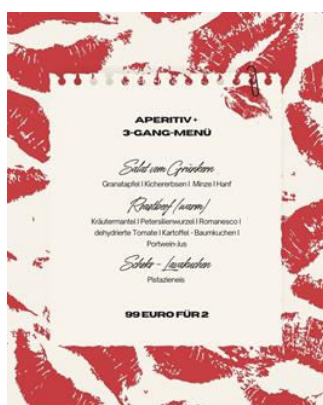 APERITIV +
3-GANG-MENÜ
Salat vom Grünkern
Granatapfel I Kichererbsen I Minze I Hanf
Roastbeef (warm)
Kräutermantel I Petersilienwurzel I Romanesco I
dehydrierte Tomate I Kartoffel - Baumkuchen I
Portwein-Jus
Schoko - Lavakuchen
Pistazieneis
99 EURO FÜR 2